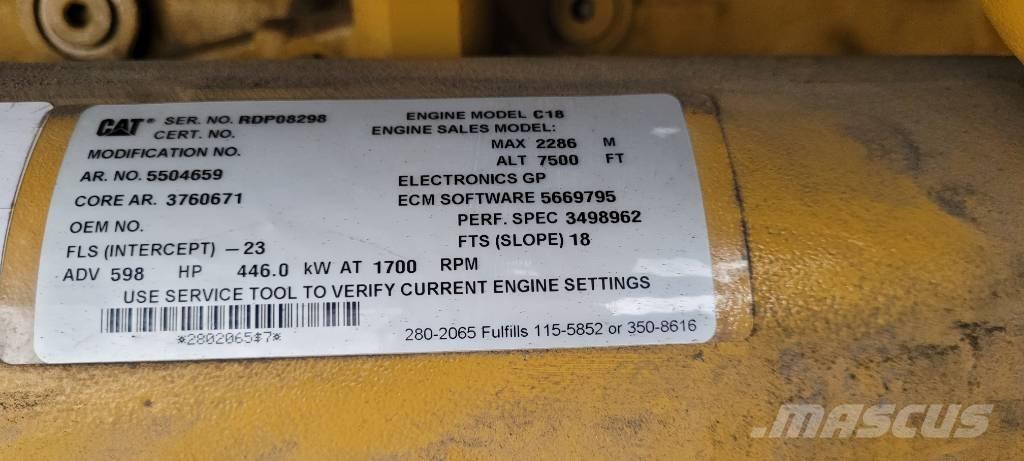 CAT® SER. NO. RDP08298 ENGINE MODEL C18
CERT. NO. ENGINE SALES MODEL:
MODIFICATION NO. MAX 2286 M
ALT 7500 FT
AR. NO. 5504659 ELECTRONICS GP
CORE AR. 3760671 ECM SOFTWARE 5669795
OEM NO. PERF. SPEC 3498962
FLS (INTERCEPT) -23 FTS (SLOPE) 18
ADV 598 HP 446.0 kW AT 1700 RPM
USE SERVICE TOOL TO VERIFY CURRENT ENGINE SETTINGS
*2802065$7* 280-2065 Fulfills 115-5852 or 350-8616
MASCUS